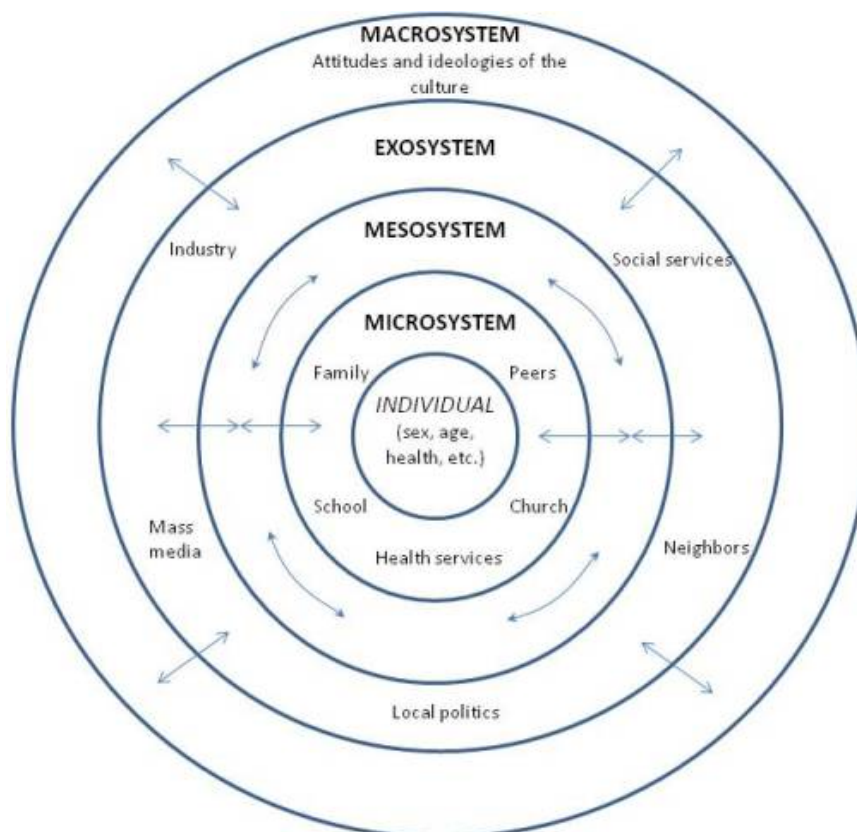 MACROSYSTEM
Attitudes and ideologies of the
culture
EXOSYSTEM
MESOSYSTEM
Industry
Social services
MICROSYSTEM
Family
Peers
INDIVIDUAL
(sex, age,
health, etc.)
School
Church
Mass
media
Health services
Neighbors
Local politics